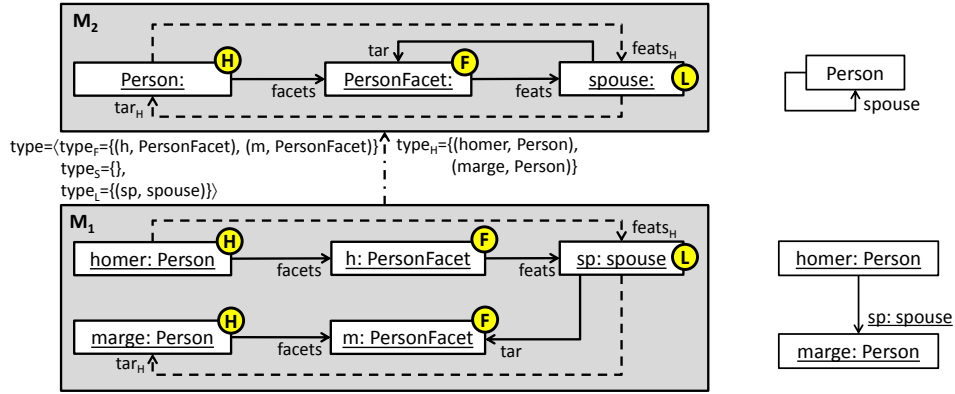 M2
H
F
L
tar
featsH
Person:
PersonFacet:
spouse:
facets
feats
tarH
Person
spouse
type=⟨typeF={(h, PersonFacet), (m, PersonFacet)}
typeS={},
typeL={(sp, spouse)}⟩
typeH={(homer, Person),
(marge, Person)}
M1
H
F
L
featsH
homer: Person
h: PersonFacet
sp: spouse
facets
feats
H
F
marge: Person
m: PersonFacet
facets
tar
tarH
homer: Person
sp: spouse
marge: Person